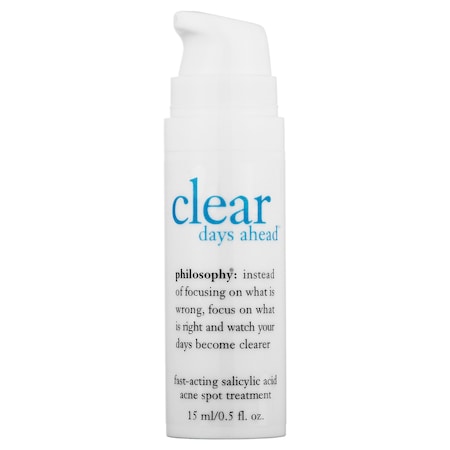 clear
days ahead™
philosophy®: instead
of focusing on what is
wrong, focus on what
is right and watch your
days become clearer
fast-acting salicylic acid
acne spot treatment
15 ml/0.5 fl. oz.